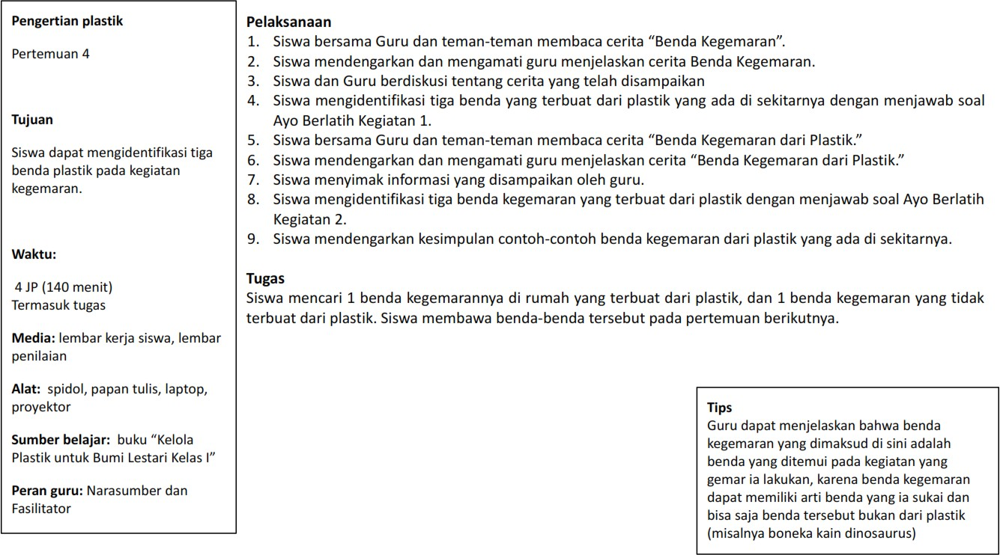 Pengertian plastik
Pertemuan 4
Tujuan
Siswa dapat mengidentifikasi tiga
benda plastik pada kegiatan
kegemaran.
Waktu:
4 JP (140 menit)
Termasuk tugas
Media: lembar kerja siswa, lembar
penilaian
Alat: spidol, papan tulis, laptop,
proyektor
Sumber belajar: buku “Kelola
Plastik untuk Bumi Lestari Kelas I”
Peran guru: Narasumber dan
Fasilitator
Pelaksanaan
1. Siswa bersama Guru dan teman-teman membaca cerita “Benda Kegemaran”.
2. Siswa mendengarkan dan mengamati guru menjelaskan cerita Benda Kegemaran.
3. Siswa dan Guru berdiskusi tentang cerita yang telah disampaikan
4. Siswa mengidentifikasi tiga benda yang terbuat dari plastik yang ada di sekitarnya dengan menjawab soal
Ayo Berlatih Kegiatan 1.
5. Siswa bersama Guru dan teman-teman membaca cerita “Benda Kegemaran dari Plastik.”
6. Siswa mendengarkan dan mengamati guru menjelaskan cerita “Benda Kegemaran dari Plastik.”
7. Siswa menyimak informasi yang disampaikan oleh guru.
8. Siswa mengidentifikasi tiga benda kegemaran yang terbuat dari plastik dengan menjawab soal Ayo Berlatih
Kegiatan 2.
9. Siswa mendengarkan kesimpulan contoh-contoh benda kegemaran dari plastik yang ada di sekitarnya.
Tugas
Siswa mencari 1 benda kegemarannya di rumah yang terbuat dari plastik, dan 1 benda kegemaran yang tidak
terbuat dari plastik. Siswa membawa benda-benda tersebut pada pertemuan berikutnya.
Tips
Guru dapat menjelaskan bahwa benda
kegemaran yang dimaksud di sini adalah
benda yang ditemui pada kegiatan yang
gemar ia lakukan, karena benda kegemaran
dapat memiliki arti benda yang ia sukai dan
bisa saja benda tersebut bukan dari plastik
(misalnya boneka kain dinosaurus)